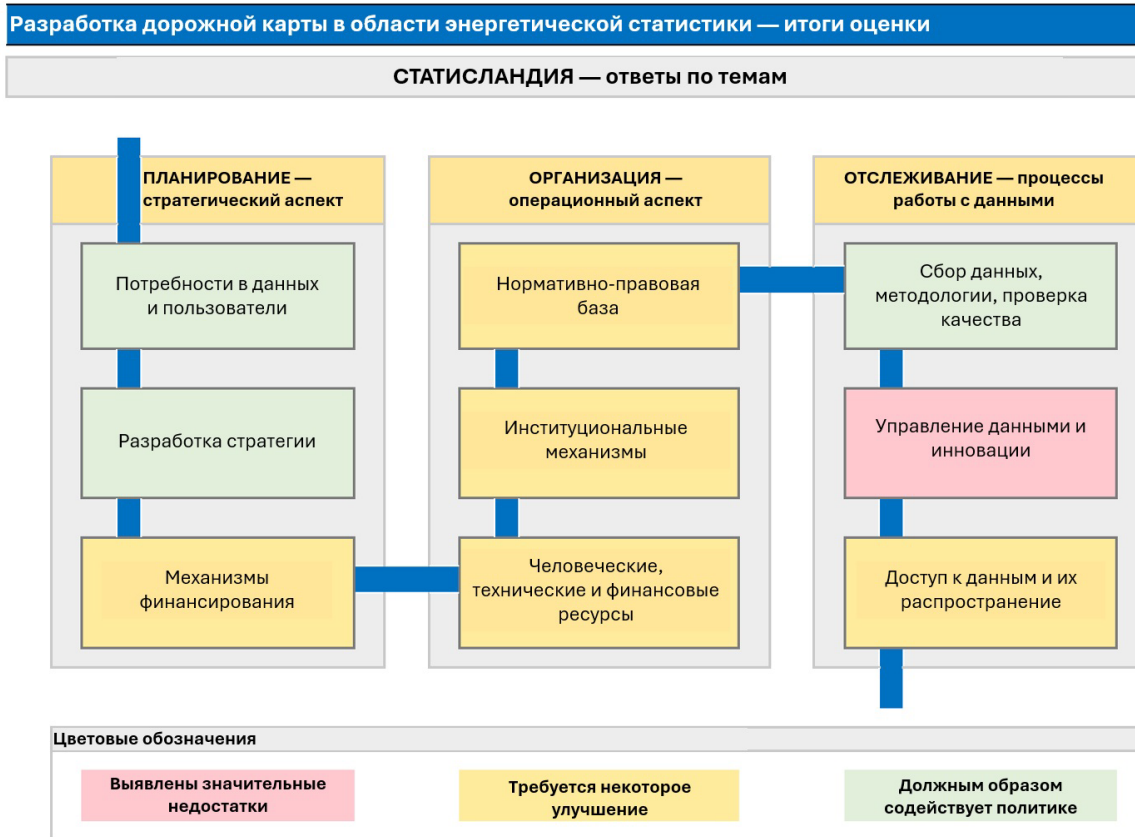 Разработка дорожной карты в области энергетической статистики — итоги оценки
СТАТИСЛАНДИЯ — ответы по темам
ПЛАНИРОВАНИЕ —
стратегический аспект
Потребности в данных
и пользователи
Разработка стратегии
Механизмы
финансирования
ОРГАНИЗАЦИЯ —
операционный аспект
Нормативно-правовая
база
Институциональные
механизмы
Человеческие,
технические и финансовые
ресурсы
ОТСЛЕЖИВАНИЕ — процессы
работы с данными
Сбор данных,
методологии, проверка
качества
Управление данными и
инновации
Доступ к данным и их
распространение
Цветовые обозначения
Выявлены значительные
недостатки
Требуется некоторое
улучшение
Должным образом
содействует политике